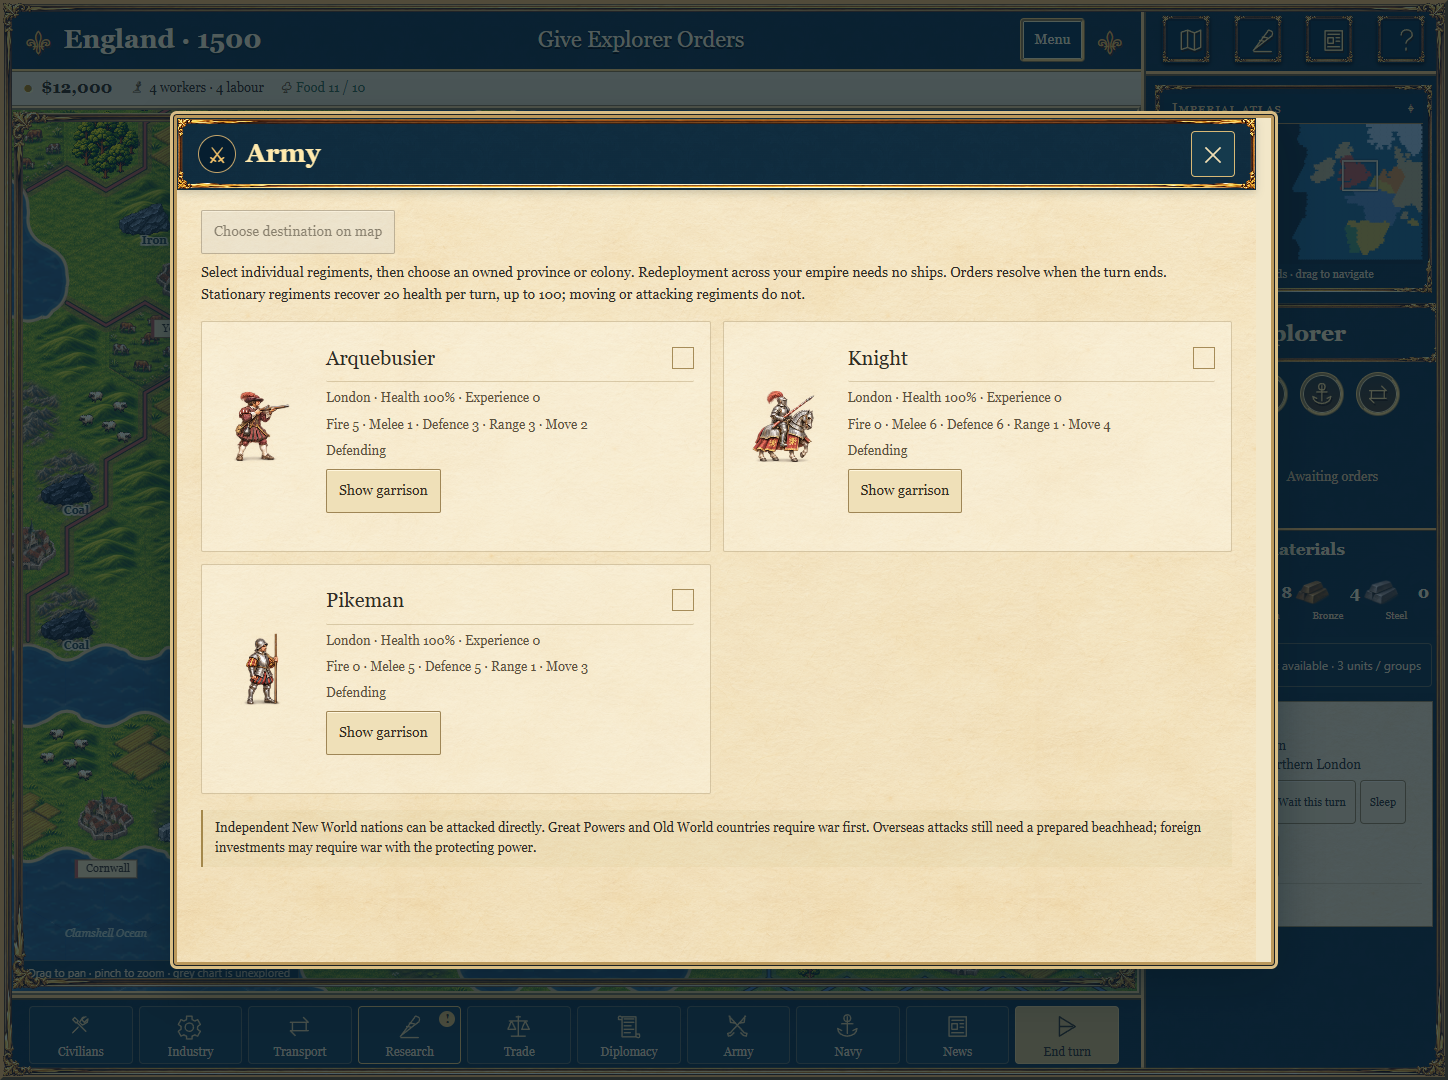 England · 1500
Give Explorer Orders
Menu
$12,000
4 workers · 4 labour
Food 11 / 10
Imperial Atlas
Army
Choose destination on map
Select individual regiments, then choose an owned province or colony. Redeployment across your empire needs no ships. Orders resolve when the turn ends.
Stationary regiments recover 20 health per turn, up to 100; moving or attacking regiments do not.
Arquebusier
London · Health 100% · Experience 0
Fire 5 · Melee 1 · Defence 3 · Range 3 · Move 2
Defending
Show garrison
Knight
London · Health 100% · Experience 0
Fire 0 · Melee 6 · Defence 6 · Range 1 · Move 4
Defending
Show garrison
Pikeman
London · Health 100% · Experience 0
Fire 0 · Melee 5 · Defence 5 · Range 1 · Move 3
Defending
Show garrison
Independent New World nations can be attacked directly. Great Powers and Old World countries require war first. Overseas attacks still need a prepared beachhead; foreign
investments may require war with the protecting power.
Iron
Coal
Coal
Cornwall
Clamshell Ocean
Drag to pan · pinch to zoom · grey chart is unexplored
· drag to navigate
Awaiting orders
8
4
0
Bronze
Steel
available · 3 units / groups
London
Wait this turn
Sleep
Civilians
Industry
Transport
Research
!
Trade
Diplomacy
Army
Navy
News
End turn